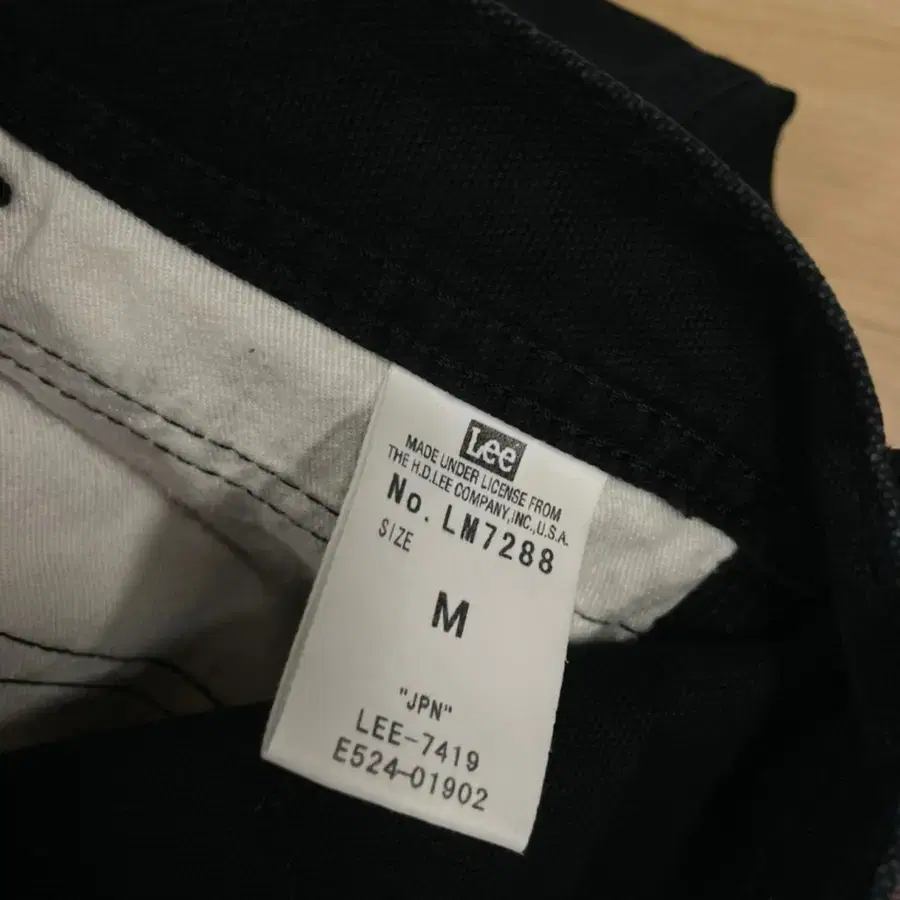 Lee
MADE UNDER LICENSE FROM
THE H.D.LEE COMPANY,INC.,U.S.A.
No. LM7288
SIZE
M
"JPN"
LEE-7419
E524-01902